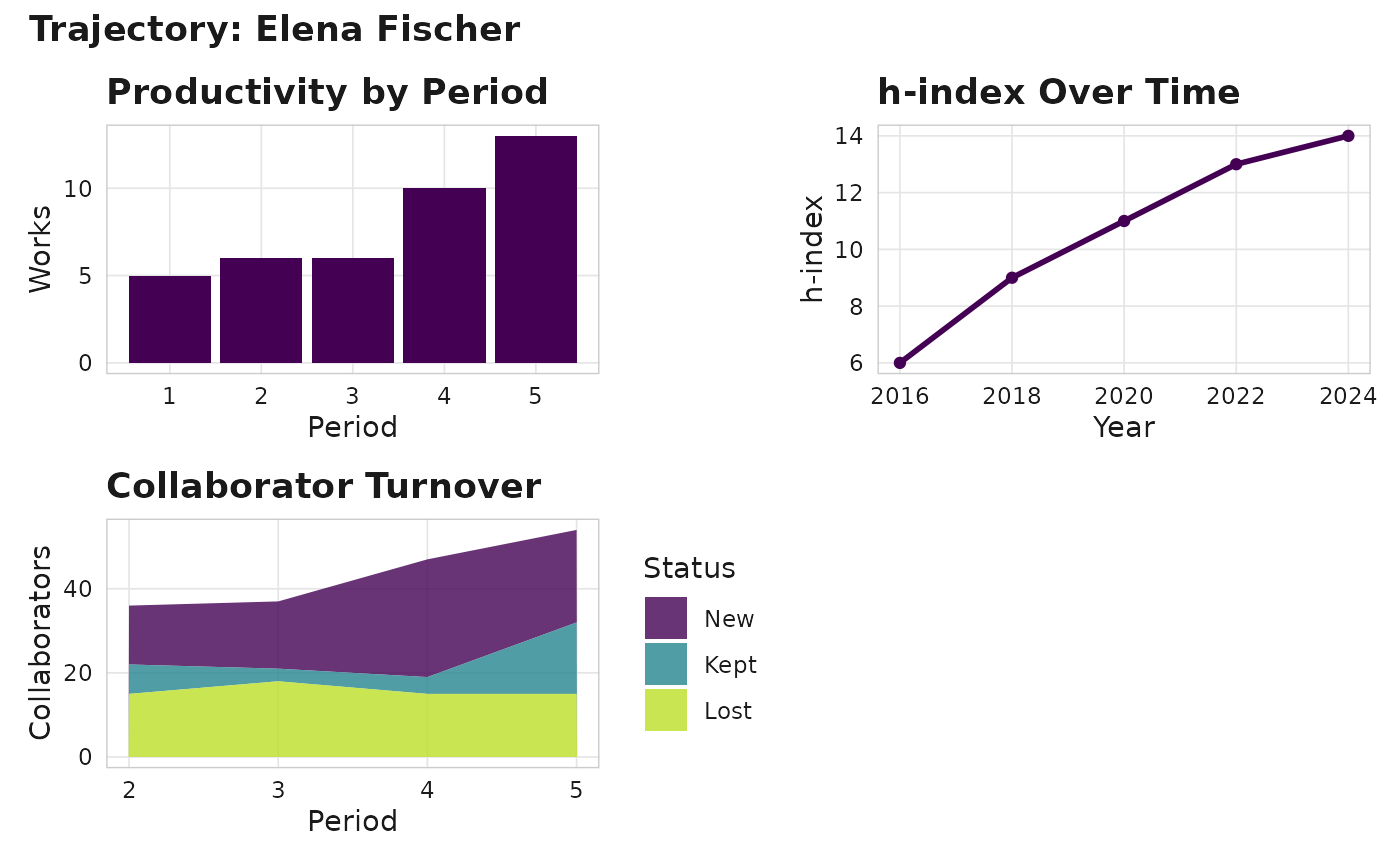 Trajectory: Elena Fischer
Productivity by Period
Works
10
5
0
1 2 3 4 5
Period
h-index Over Time
h-index
14
12
10
8
6
2016 2018 2020 2022 2024
Year
Collaborator Turnover
Collaborators
40
20
0
2 3 4 5
Period
Status
New
Kept
Lost